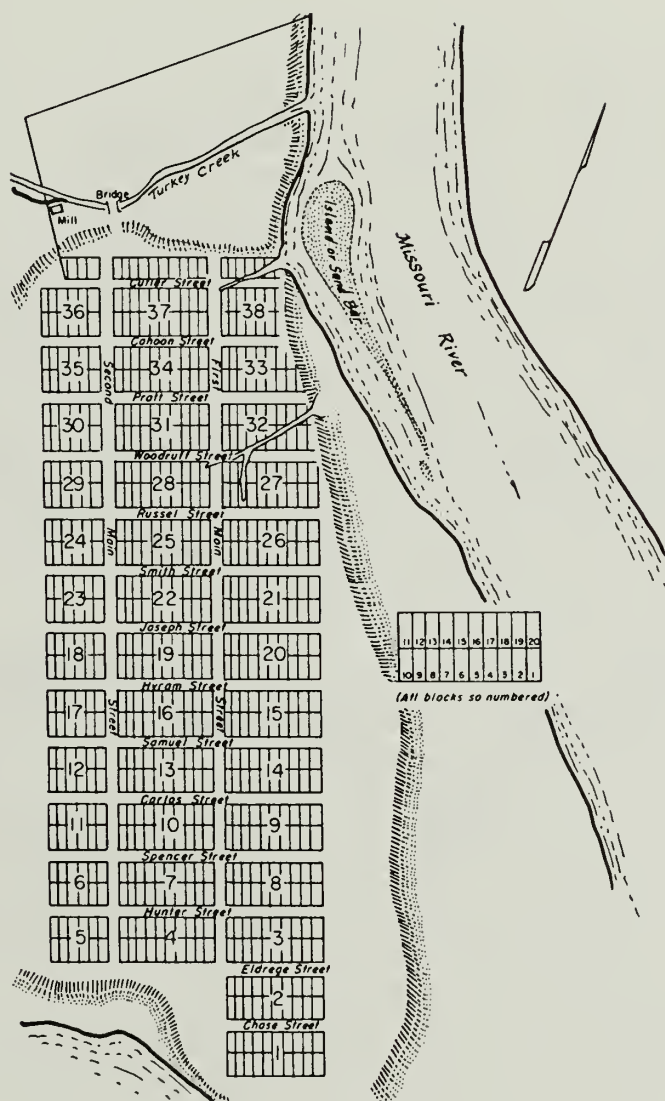 Turkey Creek
Bridge
Mill
Island or Sand Bar
Missouri River
Cutler Street
36 37 38
Cahoon Street
35 34 33
Second Main Street
First Main Street
Pratt Street
30 31 32
Woodruff Street
29 28 27
Russel Street
24 25 26
Smith Street
23 22 21
Joseph Street
18 19 20
Hyram Street
17 16 15
Samuel Street
12 13 14
Carlos Street
11 10 9
Spencer Street
6 7 8
Hunter Street
5 4 3
Eldrege Street
2
Chase Street
1
11 12 13 14 15 16 17 18 19 20
10 9 8 7 6 5 4 3 2 1
(All blocks so numbered)